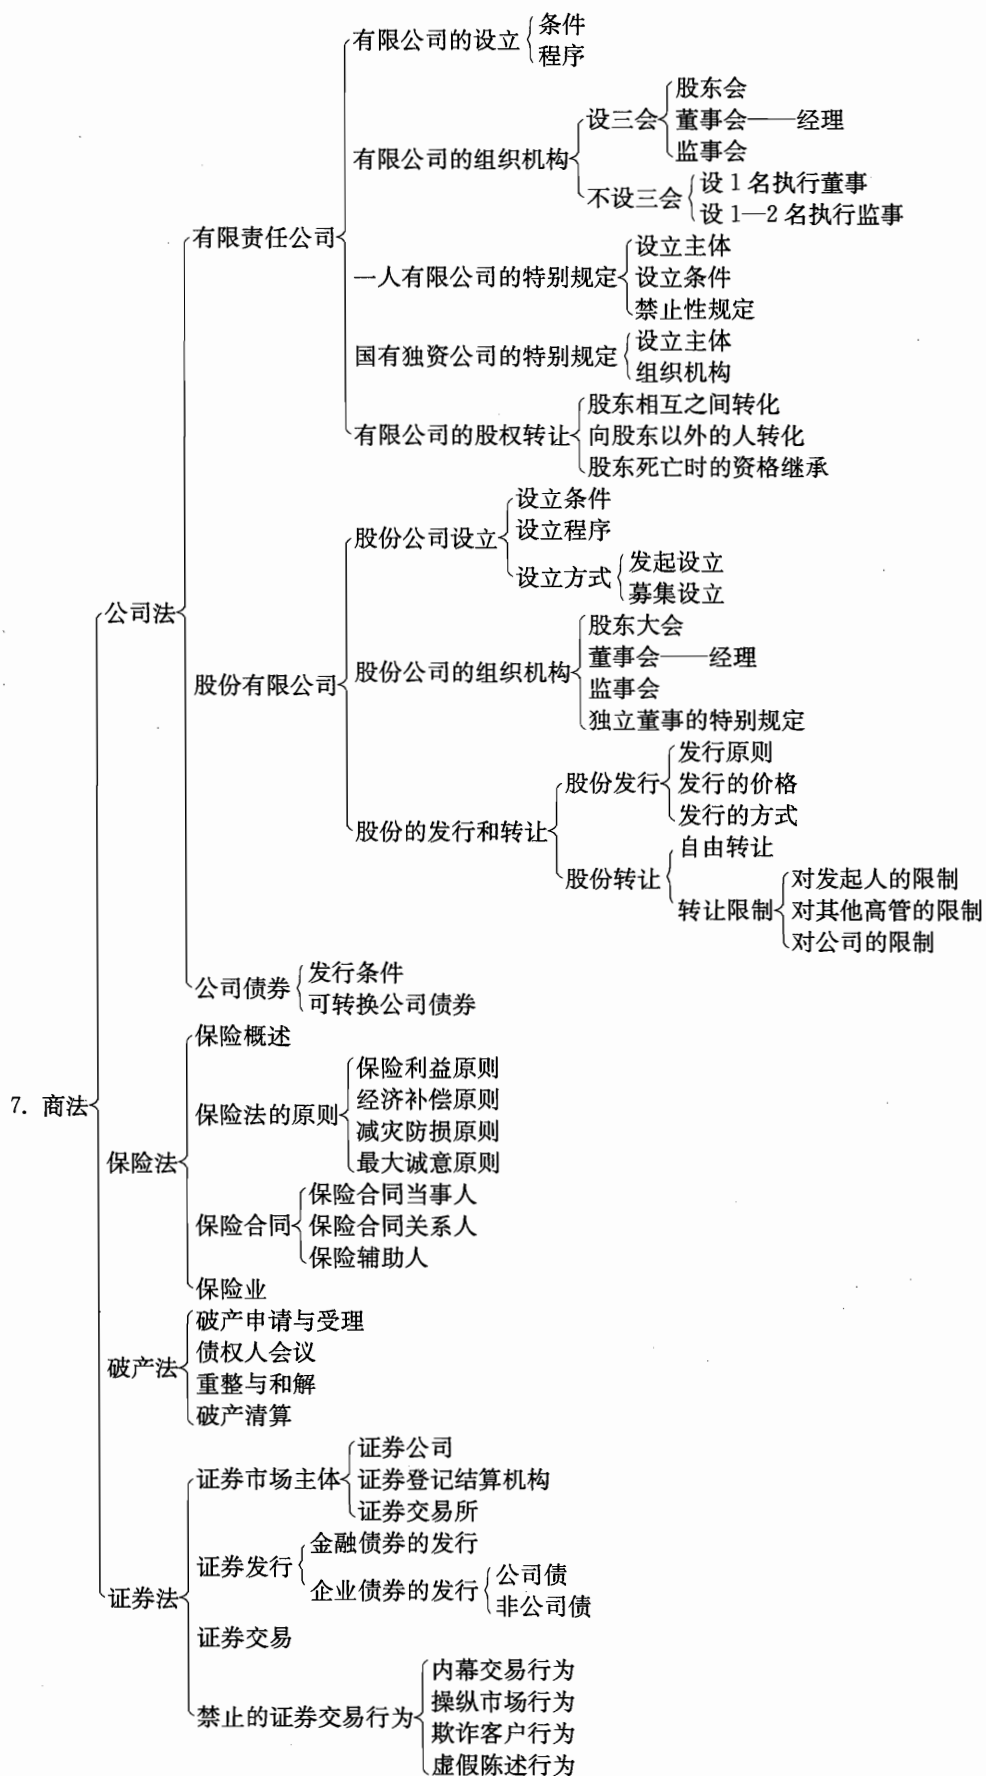 7. 商法
公司法
有限责任公司
有限公司的设立
条件
程序
有限公司的组织机构
设三会
股东会
董事会——经理
监事会
不设三会
设1名执行董事
设1—2名执行监事
一人有限公司的特别规定
设立主体
设立条件
禁止性规定
国有独资公司的特别规定
设立主体
组织机构
有限公司的股权转让
股东相互之间转化
向股东以外的人转化
股东死亡时的资格继承
股份有限公司
股份公司设立
设立条件
设立程序
设立方式
发起设立
募集设立
股份公司的组织机构
股东大会
董事会——经理
监事会
独立董事的特别规定
股份的发行和转让
股份发行
发行原则
发行的价格
发行的方式
股份转让
自由转让
转让限制
对发起人的限制
对其他高管的限制
对公司的限制
公司债券
发行条件
可转换公司债券
保险法
保险概述
保险法的原则
保险利益原则
经济补偿原则
减灾防损原则
最大诚意原则
保险合同
保险合同当事人
保险合同关系人
保险辅助人
保险业
破产法
破产申请与受理
债权人会议
重整与和解
破产清算
证券法
证券市场主体
证券公司
证券登记结算机构
证券交易所
证券发行
金融债券的发行
企业债券的发行
公司债
非公司债
证券交易
禁止的证券交易行为
内幕交易行为
操纵市场行为
欺诈客户行为
虚假陈述行为